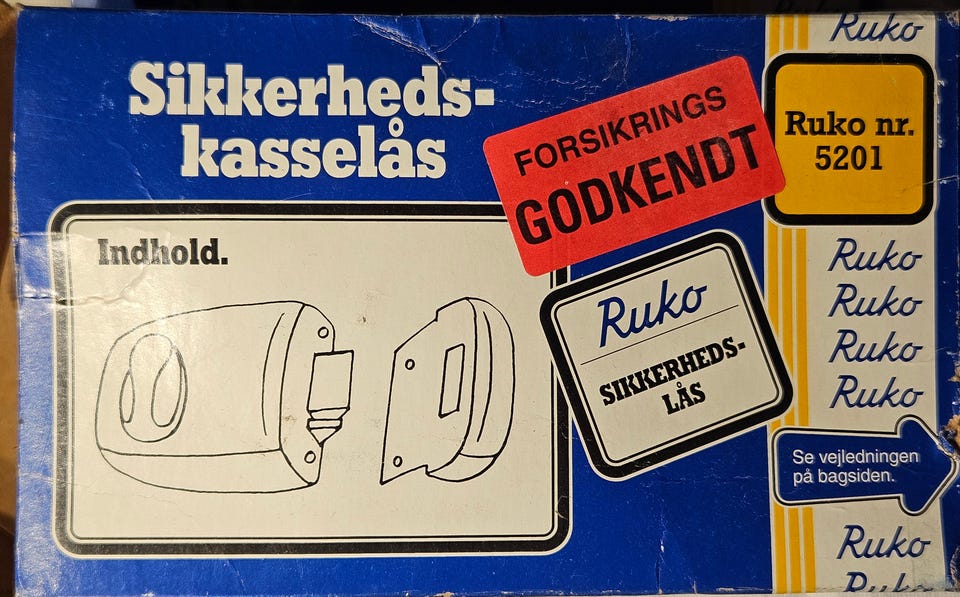 Sikkerheds-
kasselås
FORSIKRINGS
GODKENDT
Ruko
Ruko nr.
5201
Indhold.
Ruko
SIKKERHEDS-
LÅS
Ruko
Ruko
Ruko
Ruko
Se vejledningen
på bagsiden.
Ruko
Ruko